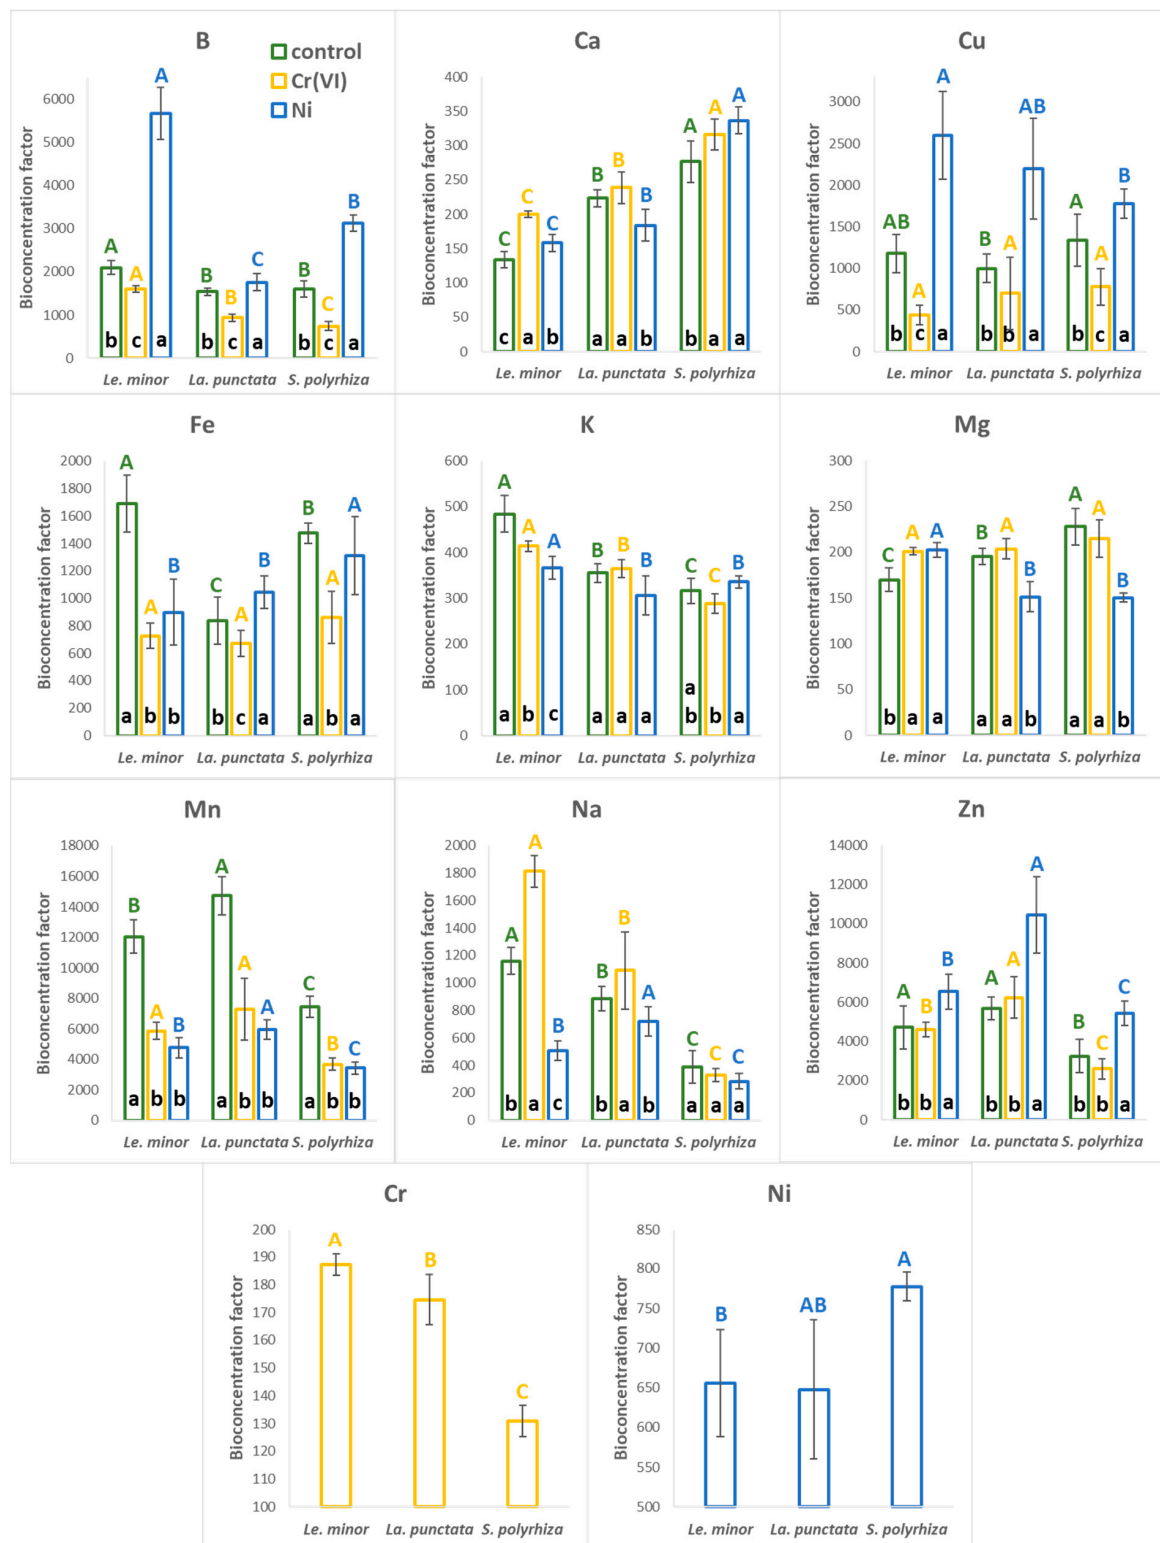 B
control
Cr(VI)
Ni
Bioconcentration factor
6000
5000
4000
3000
2000
1000
0
A A A
B B C
B C B
b c a
b c a
b c a
Le. minor La. punctata S. polyrhiza
Ca
Bioconcentration factor
400
350
300
250
200
150
100
50
0
C C C
B B B
A A A
c a b
a a b
b a a
Le. minor La. punctata S. polyrhiza
Cu
Bioconcentration factor
3000
2500
2000
1500
1000
500
0
AB A A
B A AB
A A B
b c a
b b a
b c a
Le. minor La. punctata S. polyrhiza
Fe
Bioconcentration factor
2000
1800
1600
1400
1200
1000
800
600
400
200
0
A A B
C A B
B A A
a b b
b c a
a b a
Le. minor La. punctata S. polyrhiza
K
Bioconcentration factor
600
500
400
300
200
100
0
A A A
B B B
C C B
a b c
a a a
a
b b a
Le. minor La. punctata S. polyrhiza
Mg
Bioconcentration factor
300
250
200
150
100
50
0
C A A
B A B
A A B
b a a
a a b
a a b
Le. minor La. punctata S. polyrhiza
Mn
Bioconcentration factor
18000
16000
14000
12000
10000
8000
6000
4000
2000
0
B A B
A A A
C B C
a b b
a b b
a b b
Le. minor La. punctata S. polyrhiza
Na
Bioconcentration factor
2000
1800
1600
1400
1200
1000
800
600
400
200
0
A A B
B B A
C C C
b a c
b a b
a a a
Le. minor La. punctata S. polyrhiza
Zn
Bioconcentration factor
14000
12000
10000
8000
6000
4000
2000
0
A B B
A A A
B C C
b b a
b b a
b b a
Le. minor La. punctata S. polyrhiza
Cr
Bioconcentration factor
200
190
180
170
160
150
140
130
120
110
100
A B C
Le. minor La. punctata S. polyrhiza
Ni
Bioconcentration factor
850
800
750
700
650
600
550
500
B AB A
Le. minor La. punctata S. polyrhiza